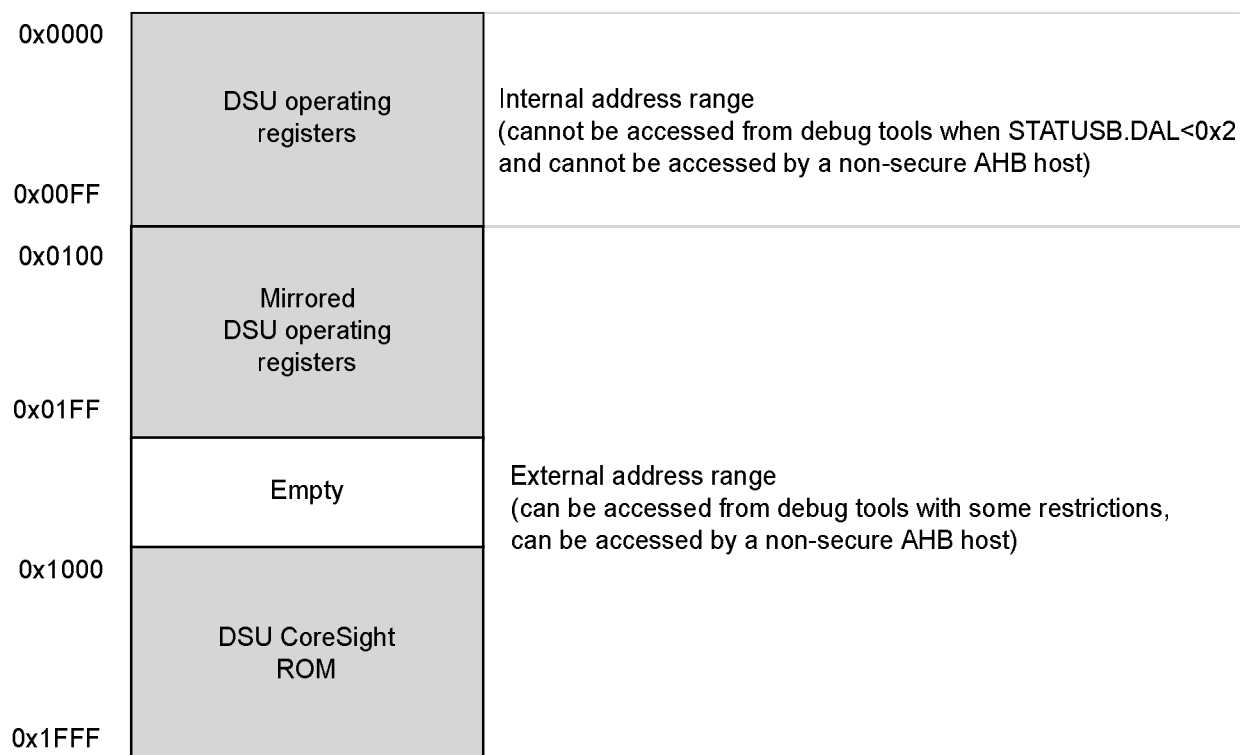 0x0000
DSU operating
registers
Internal address range
(cannot be accessed from debug tools when STATUSB.DAL<0x2
and cannot be accessed by a non-secure AHB host)
0x00FF
0x0100
Mirrored
DSU operating
registers
0x01FF
Empty
External address range
(can be accessed from debug tools with some restrictions,
can be accessed by a non-secure AHB host)
0x1000
DSU CoreSight
ROM
0x1FFF